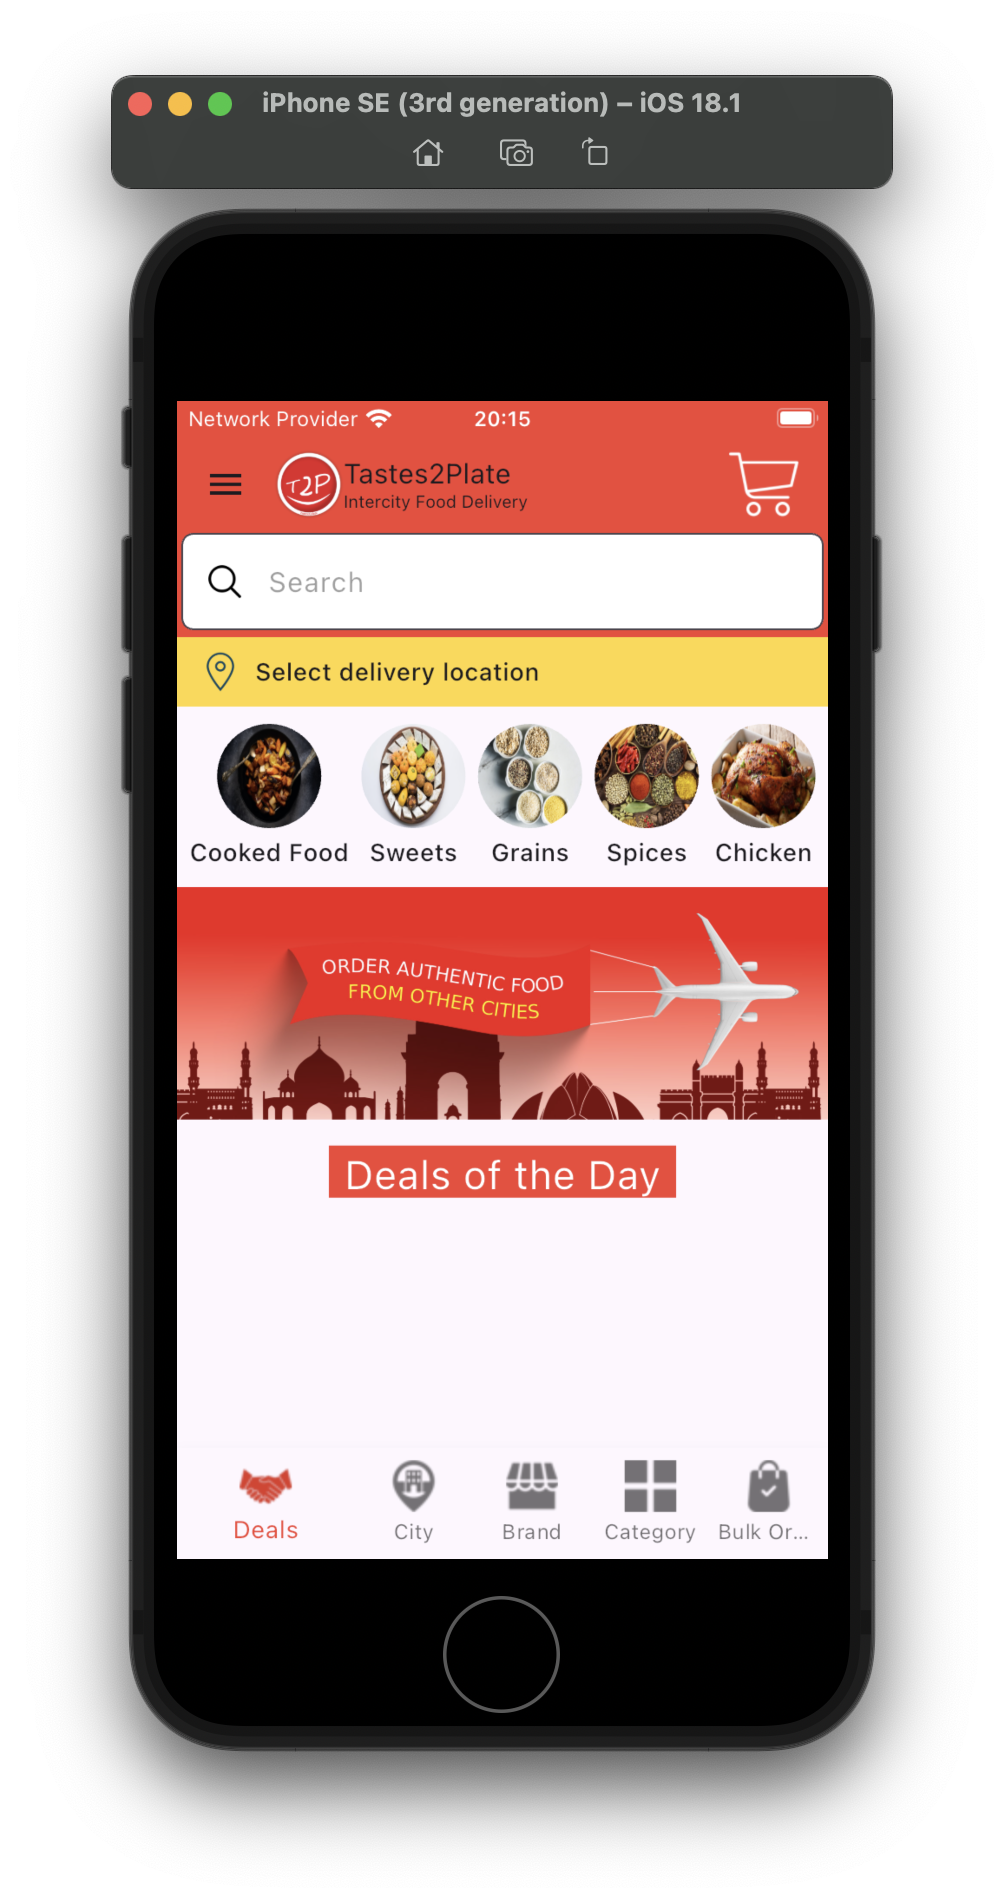 iPhone SE (3rd generation) – iOS 18.1
Network Provider 20:15
T2P
Tastes2Plate
Intercity Food Delivery
Search
Select delivery location
Cooked Food Sweets Grains Spices Chicken
ORDER AUTHENTIC FOOD
FROM OTHER CITIES
Deals of the Day
Deals City Brand Category Bulk Or...